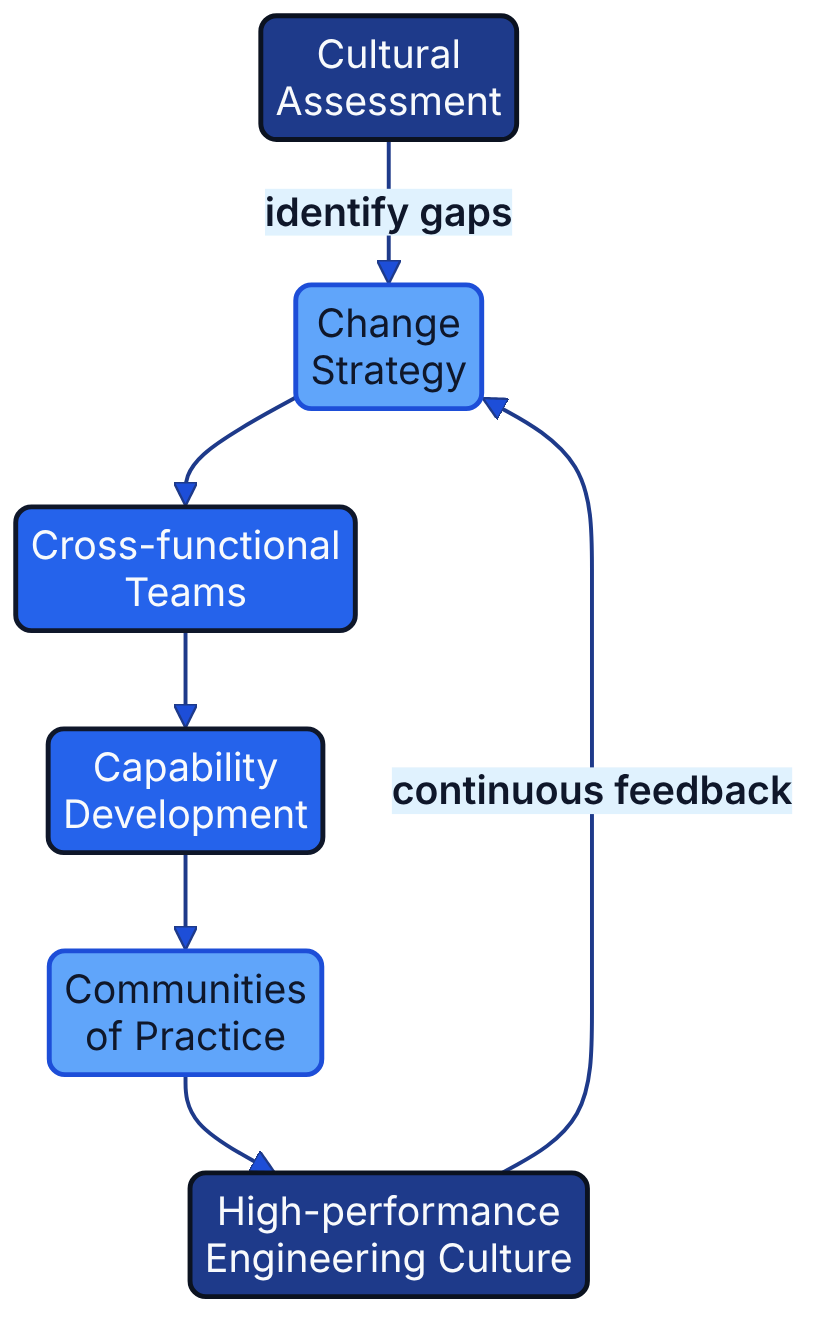 Cultural
Assessment
identify gaps
Change
Strategy
Cross-functional
Teams
Capability
Development
continuous feedback
Communities
of Practice
High-performance
Engineering Culture